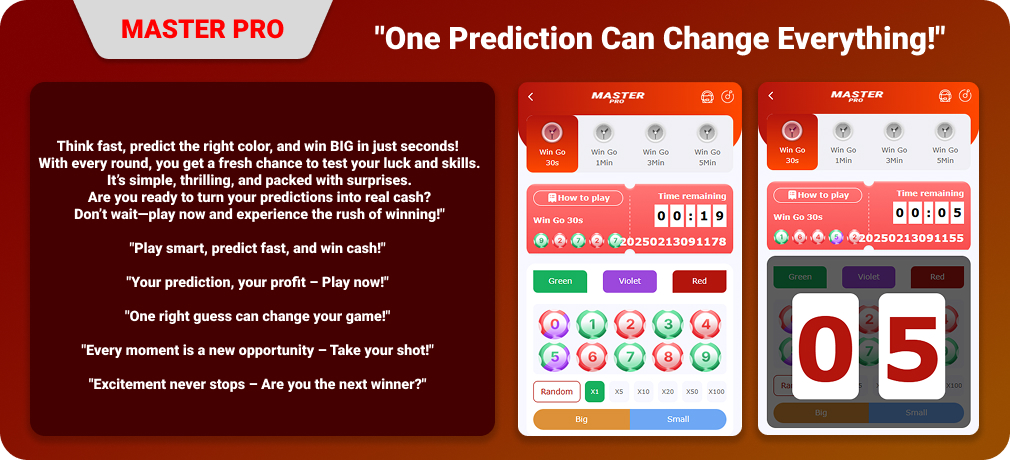 MASTER PRO
"One Prediction Can Change Everything!"
Think fast, predict the right color, and win BIG in just seconds!
With every round, you get a fresh chance to test your luck and skills.
It's simple, thrilling, and packed with surprises.
Are you ready to turn your predictions into real cash?
Don't wait—play now and experience the rush of winning!"
"Play smart, predict fast, and win cash!"
"Your prediction, your profit – Play now!"
"One right guess can change your game!"
"Every moment is a new opportunity – Take your shot!"
"Excitement never stops – Are you the next winner?"
MASTER
PRO
Win Go Win Go Win Go Win Go
30s 1Min 3Min 5Min
How to play Time remaining
00:19
Win Go 30s
9 2 7 2 7 20250213091178
Green Violet Red
0 1 2 3 4
5 6 7 8 9
Random X1 X5 X10 X20 X50 X100
Big Small
MASTER
PRO
Win Go Win Go Win Go Win Go
30s 1Min 3Min 5Min
How to play Time remaining
00:05
Win Go 30s
1 6 4 5 2 20250213091155
Green Violet Red
05
2
X100
Big Small